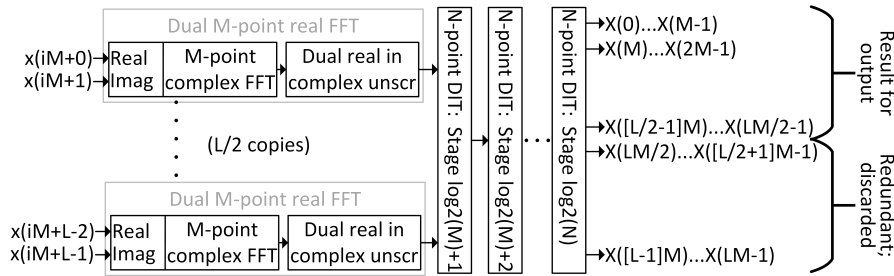 Dual M-point real FFT
x(iM+0)
x(iM+1)
Real
Imag
M-point
complex FFT
Dual real in
complex unscr
(L/2 copies)
Dual M-point real FFT
x(iM+L-2)
x(iM+L-1)
Real
Imag
M-point
complex FFT
Dual real in
complex unscr
N-point DIT: Stage log2(M)+1
N-point DIT: Stage log2(M)+2
N-point DIT: Stage log2(N)
X(0)...X(M-1)
X(M)...X(2M-1)
X([L/2-1]M)...X(LM/2-1)
X(LM/2)...X([L/2+1]M-1)
X([L-1]M)...X(LM-1)
Result for
output
Redundant;
discarded